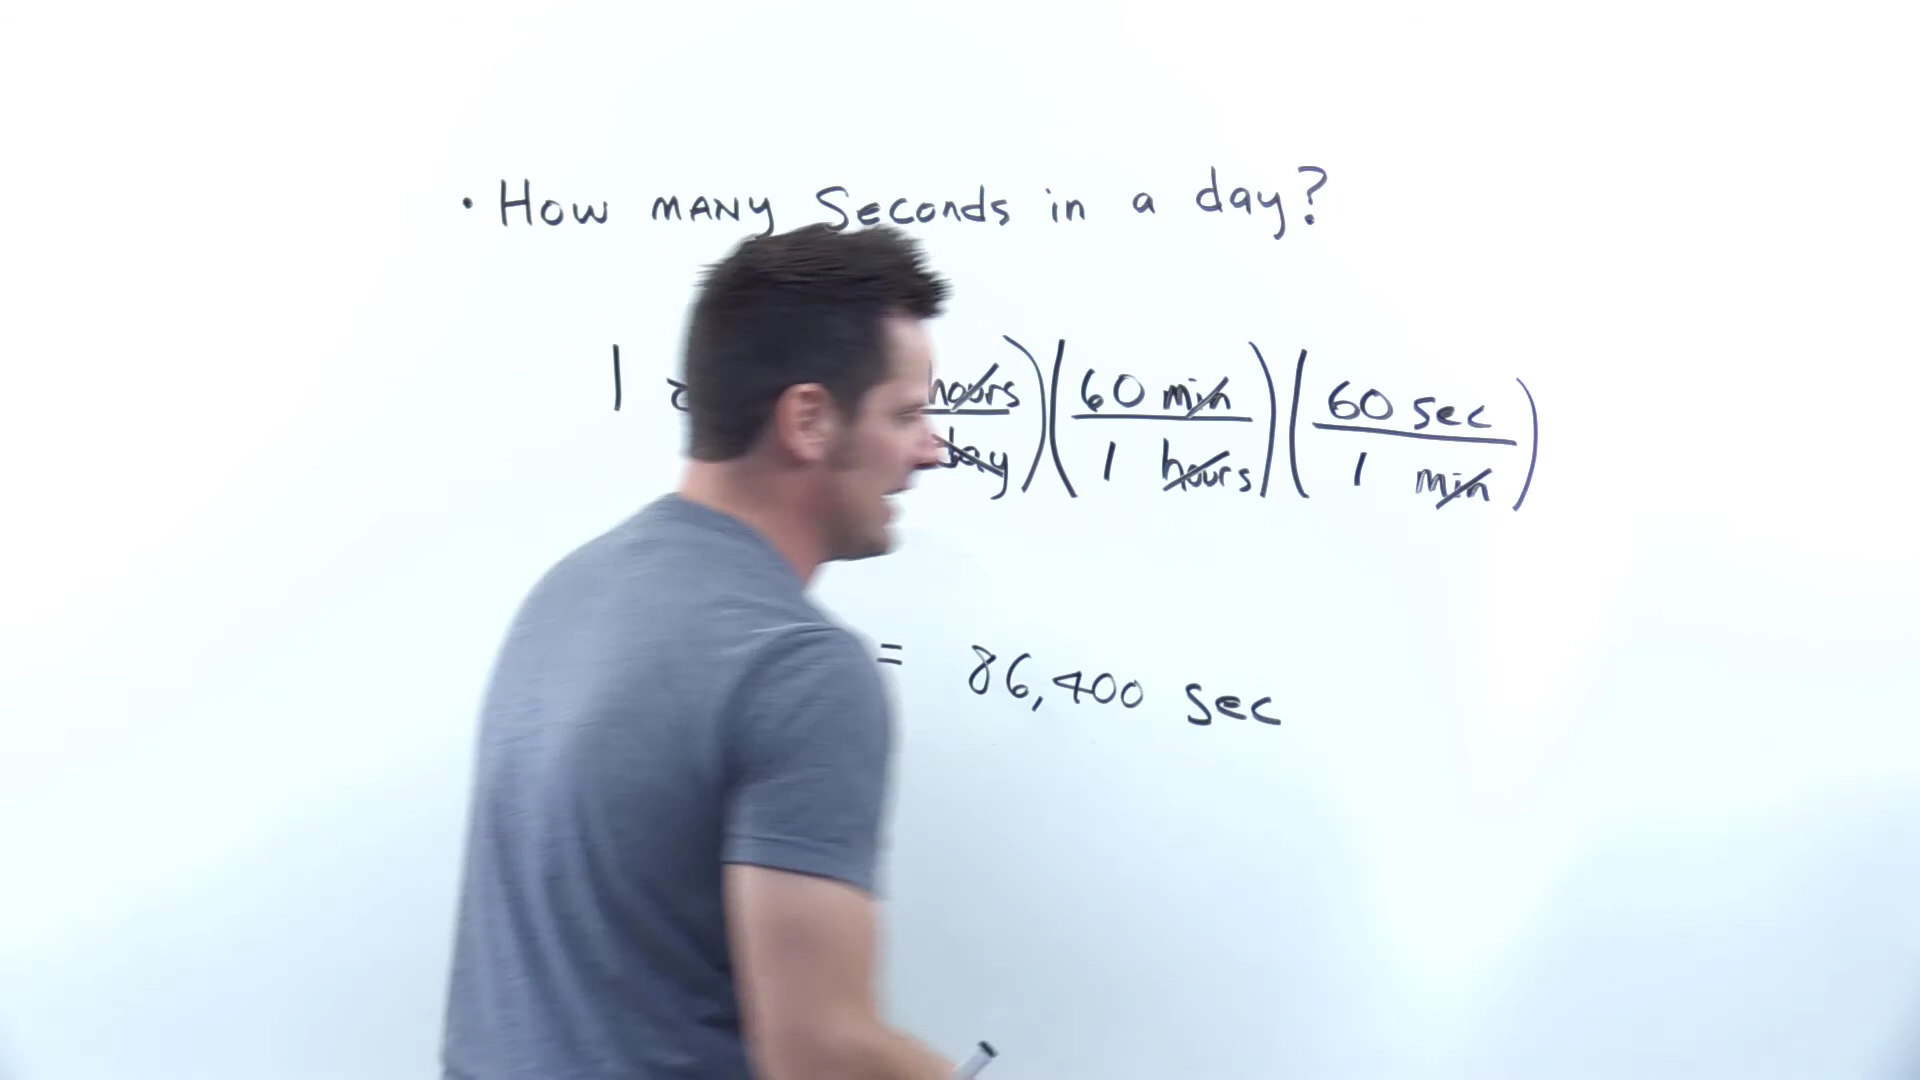 • How many Seconds in a day?
1 hours) (60 min) (60 sec)
day 1 hours 1 min
= 86,400 sec